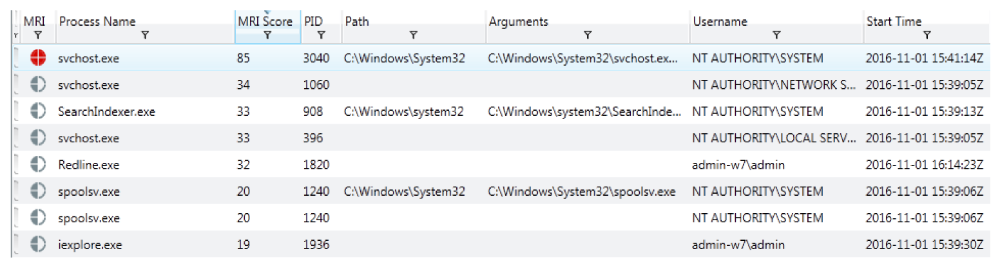 MRI Process Name MRI Score PID Path Arguments Username Start Time
svchost.exe 85 3040 C:\Windows\System32 C:\Windows\System32\svchost.ex... NT AUTHORITY\SYSTEM 2016-11-01 15:41:14Z
svchost.exe 34 1060 NT AUTHORITY\NETWORK S... 2016-11-01 15:39:05Z
SearchIndexer.exe 33 908 C:\Windows\system32 C:\Windows\system32\SearchInde... NT AUTHORITY\SYSTEM 2016-11-01 15:39:13Z
svchost.exe 33 396 NT AUTHORITY\LOCAL SERV... 2016-11-01 15:39:05Z
Redline.exe 32 1820 admin-w7\admin 2016-11-01 16:14:23Z
spoolsv.exe 20 1240 C:\Windows\System32 C:\Windows\System32\spoolsv.exe NT AUTHORITY\SYSTEM 2016-11-01 15:39:06Z
spoolsv.exe 20 1240 NT AUTHORITY\SYSTEM 2016-11-01 15:39:06Z
iexplore.exe 19 1936 admin-w7\admin 2016-11-01 15:39:30Z